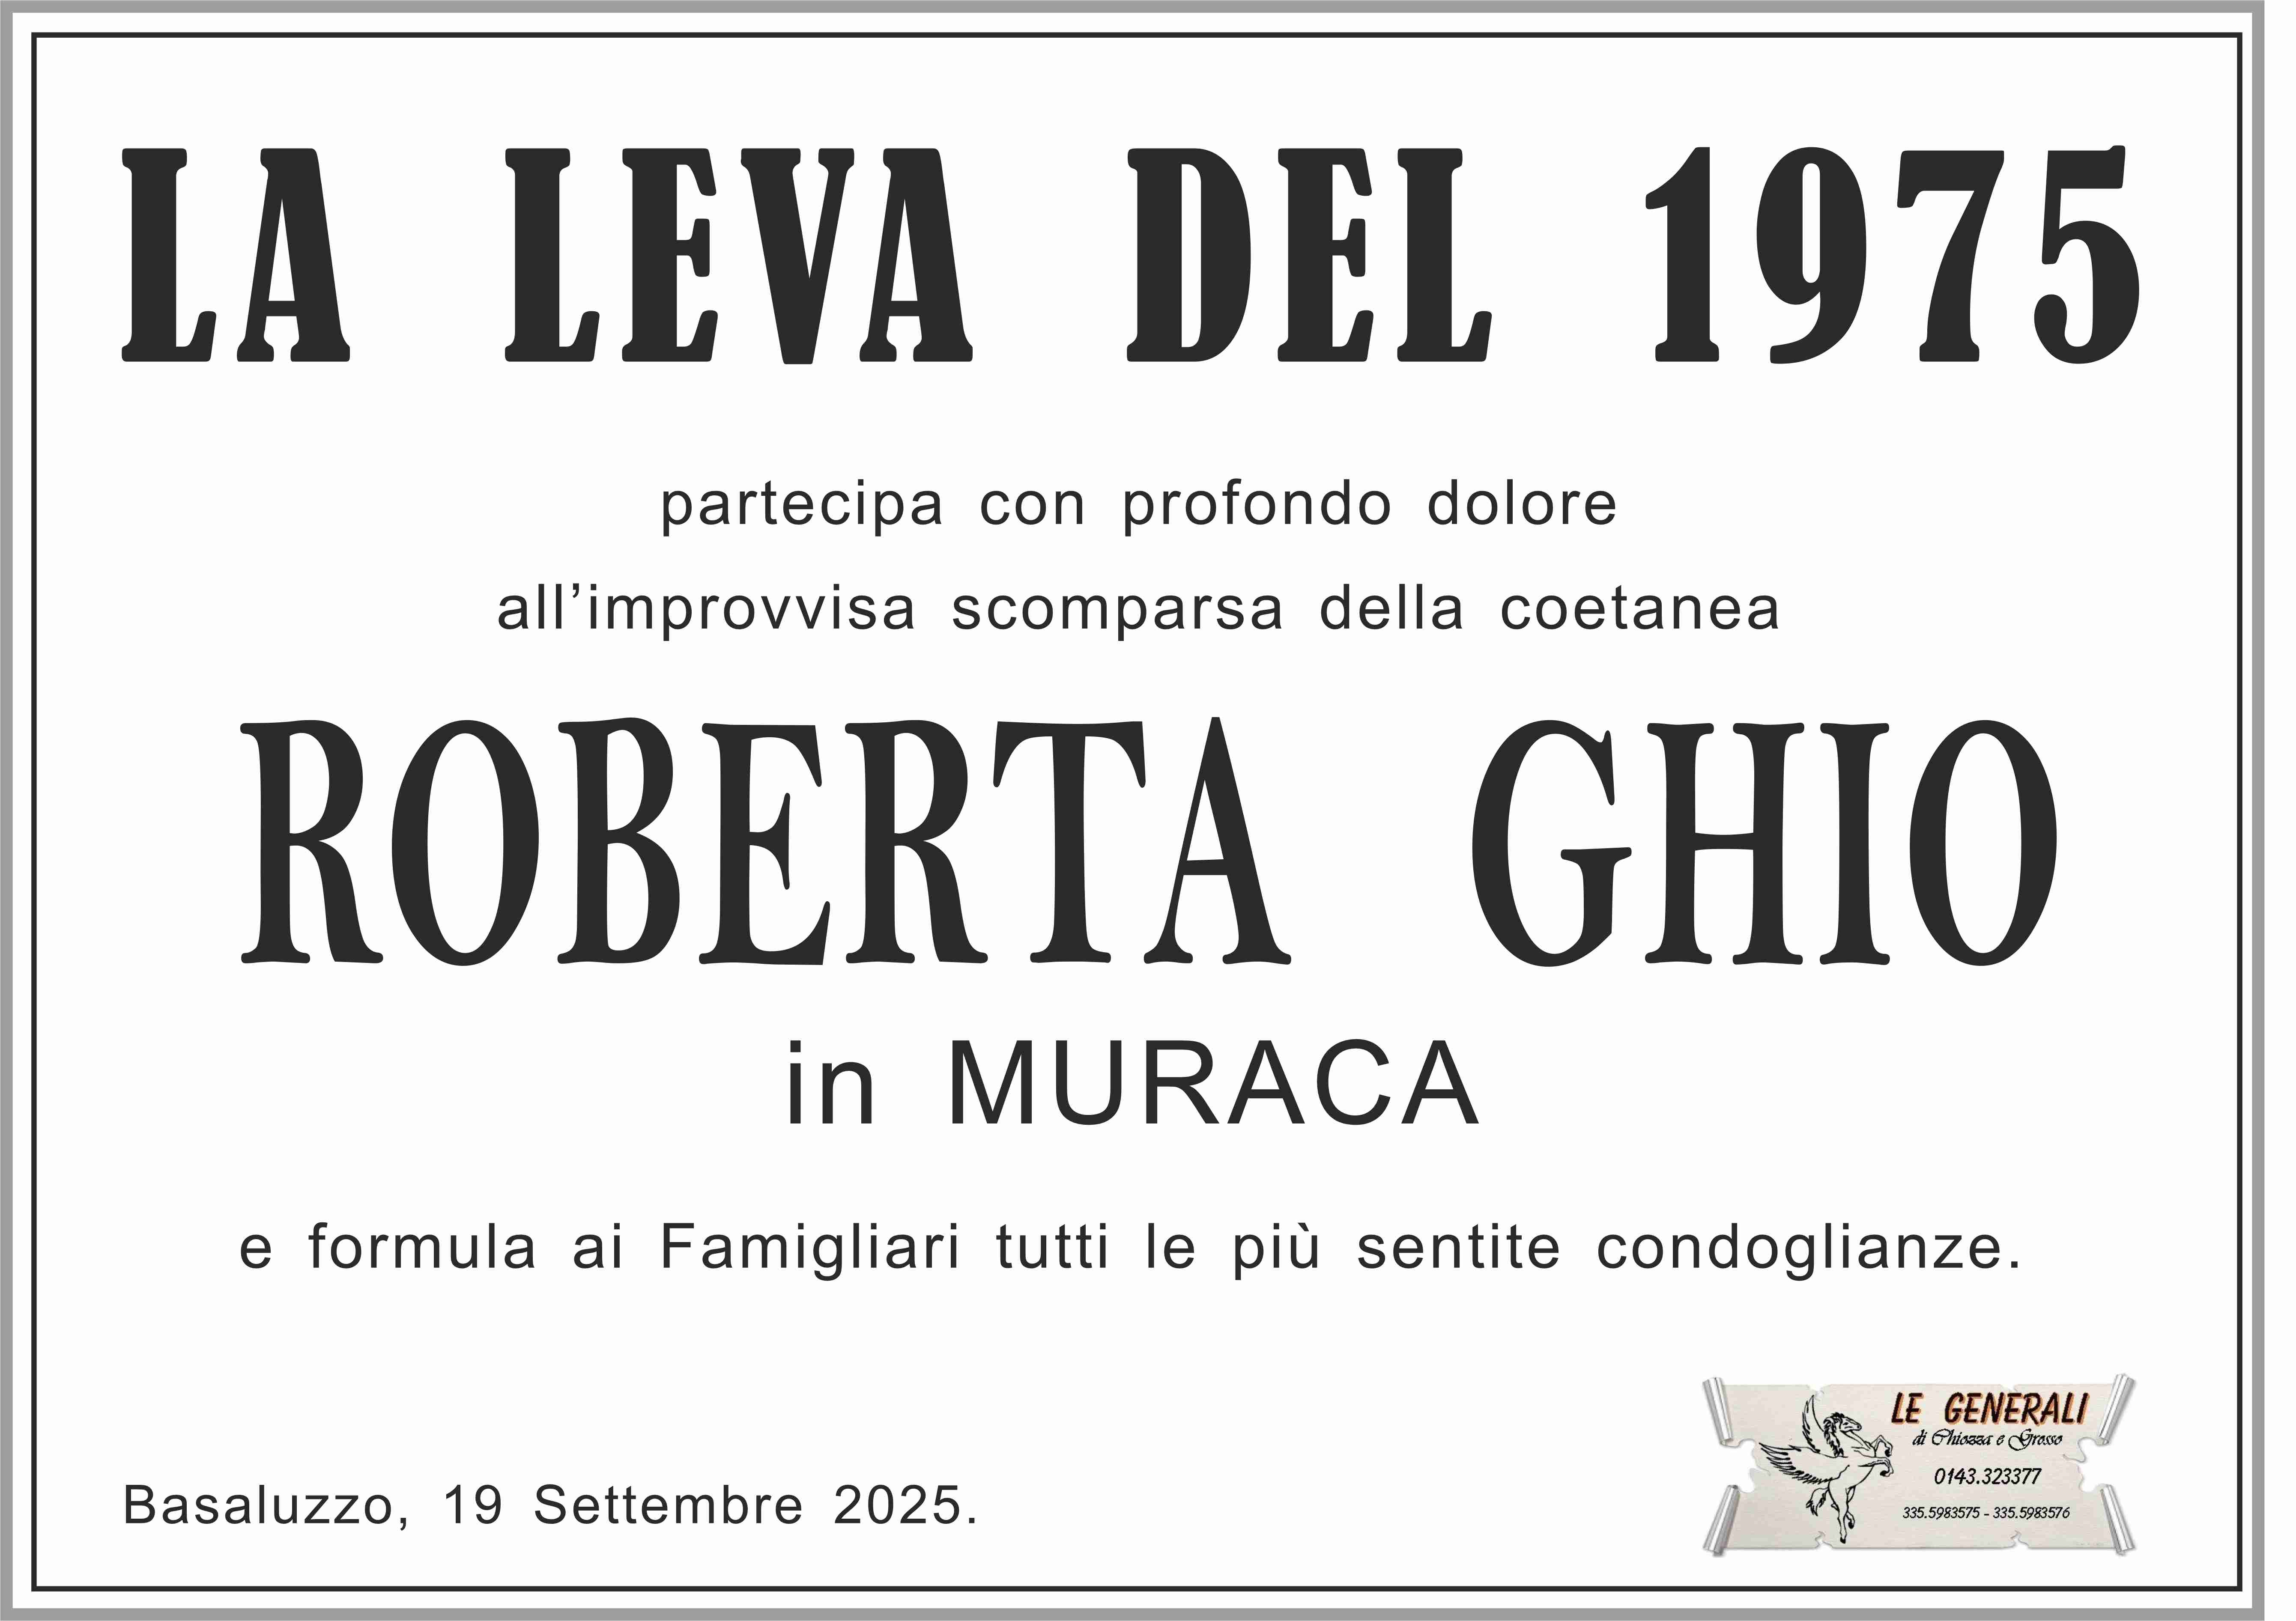 LA LEVA DEL 1975
partecipa con profondo dolore
all’improvvisa scomparsa della coetanea
ROBERTA GHIO
in MURACA
e formula ai Famigliari tutti le più sentite condoglianze.
LE GENERALI
di Chiozza e Grosso
0143.323377
335.5983575 - 335.5983576
Basaluzzo, 19 Settembre 2025.